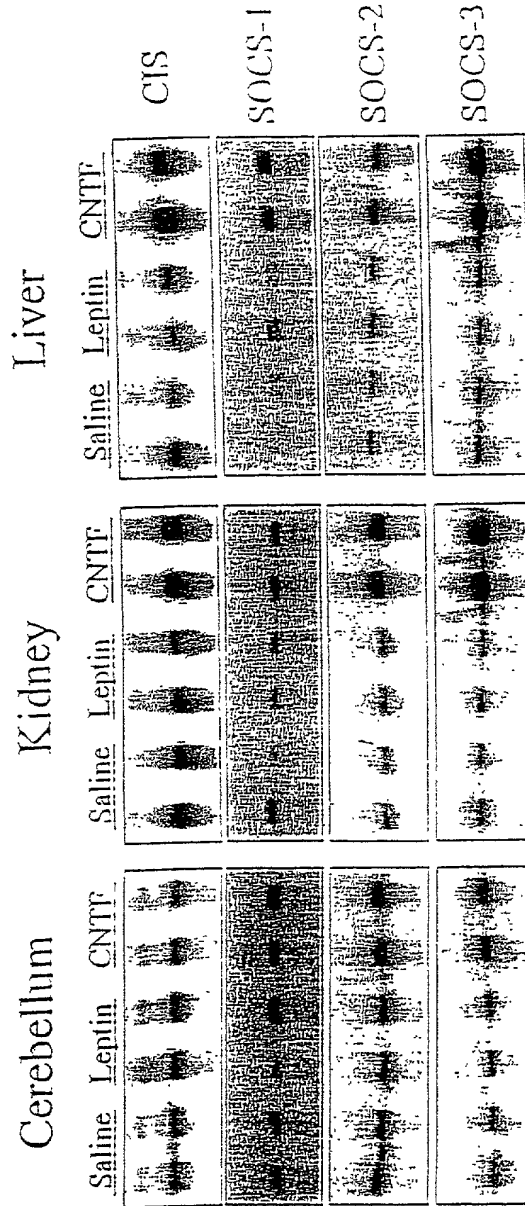 Cerebellum
Kidney
Liver
Saline Leptin CNTF
Saline Leptin CNTF
Saline Leptin CNTF
CIS
SOCS-1
SOCS-2
SOCS-3